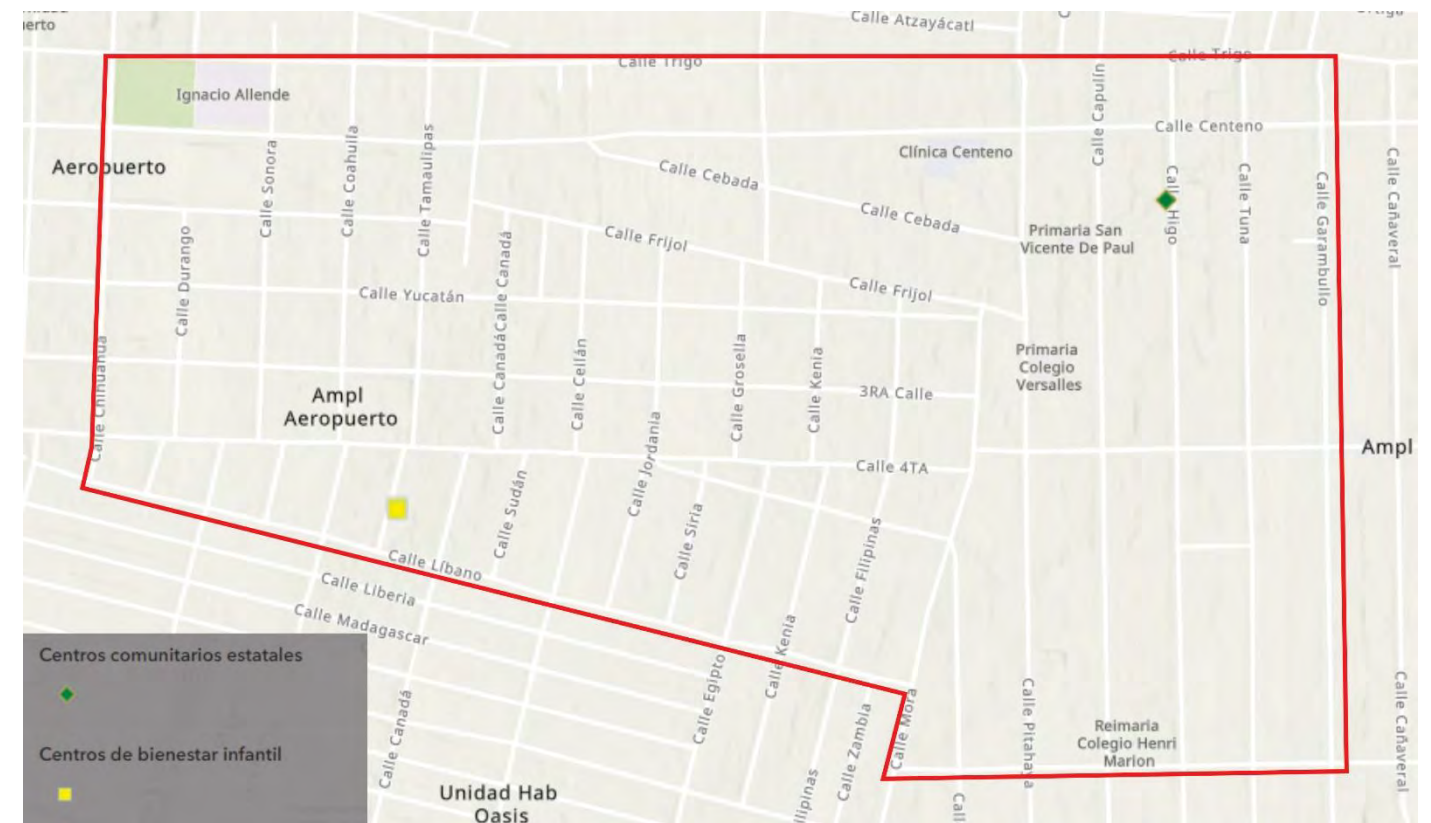 uerto
Calle Atzayácatl
Calle Trigo
Calle Trigo
Ignacio Allende
Calle Capulín
Calle Centeno
Aeropuerto
Calle Sonora
Calle Coahuila
Calle Tamaulipas
Calle Cebada
Clínica Centeno
Calle Higo
Calle Tuna
Calle Garambullo
Calle Cañaveral
Calle Durango
Calle Canadá
Calle Frijol
Calle Cebada
Primaria San
Vicente De Paul
Calle Yucatán
Calle Frijol
Calle Chihuahua
Calle Canadá
Calle Ceilán
Calle Grosella
Calle Kenia
3RA Calle
Primaria
Colegio
Versalles
Ampl
Aeropuerto
Calle Jordania
Calle 4TA
Ampl
Calle Sudán
Calle Siria
Calle Filipinas
Calle Líbano
Calle Liberia
Calle Madagascar
Calle Kenia
Calle Egipto
Calle Canadá
Calle Zambia
Calle Mora
Calle Pitahaya
Reimaria
Colegio Henri
Marion
Calle Cañaveral
Centros comunitarios estatales
Centros de bienestar infantil
Unidad Hab
Oasis
ilipinas
Call